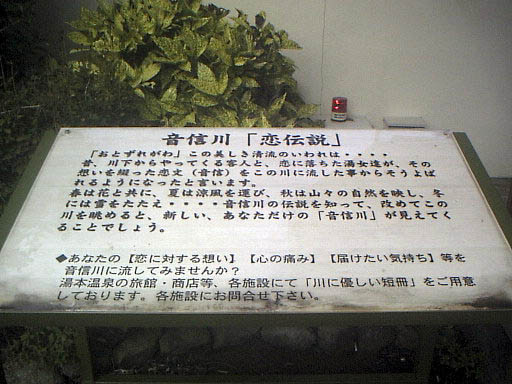 音信川「恋伝説」
「おとずれがわ」この美しき清流のいわれは・・・・
昔、川下からやってくる客人と、恋に落ちた湯女達が、その
想いを綴った恋文(音信)をこの川に流した事からそうよば
れるようになったと言います。
春は花と共に、夏は涼風を運び、秋は山々の自然を映し、冬
には雪をたたえ・・・・音信川の伝説を知って、改めてこの
川を眺めると、新しい、あなただけの「音信川」が見えてく
ることでしょう。
◆あなたの【恋に対する想い】【心の痛み】【届けたい気持ち】等を
音信川に流してみませんか?
湯本温泉の旅館・商店等、各施設にて「川に優しい短冊」をご用意
しております。各施設にお問合せ下さい。